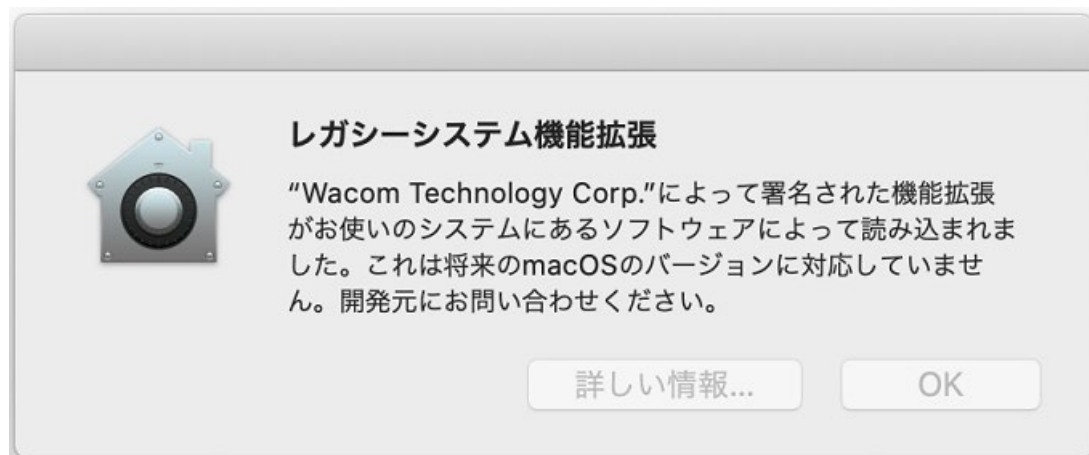 レガシーシステム機能拡張
“Wacom Technology Corp.”によって署名された機能拡張
がお使いのシステムにあるソフトウェアによって読み込まれま
した。これは将来のmacOSのバージョンに対応していませ
ん。開発元にお問い合わせください。
詳しい情報... OK